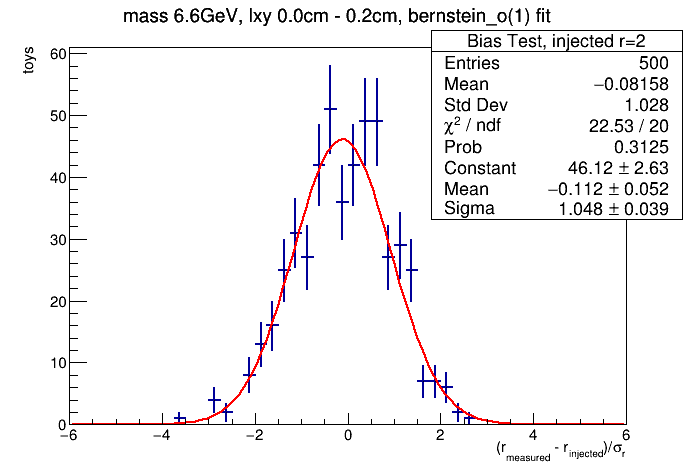 mass 6.6GeV, lxy 0.0cm - 0.2cm, bernstein_o(1) fit
Bias Test, injected r=2
Entries 500
Mean −0.08158
Std Dev 1.028
χ² / ndf 22.53 / 20
Prob 0.3125
Constant 46.12 ± 2.63
Mean −0.112 ± 0.052
Sigma 1.048 ± 0.039
toys
60
50
40
30
20
10
0
−6 −4 −2 0 2 4 6
(r_measured - r_injected)/σ_r